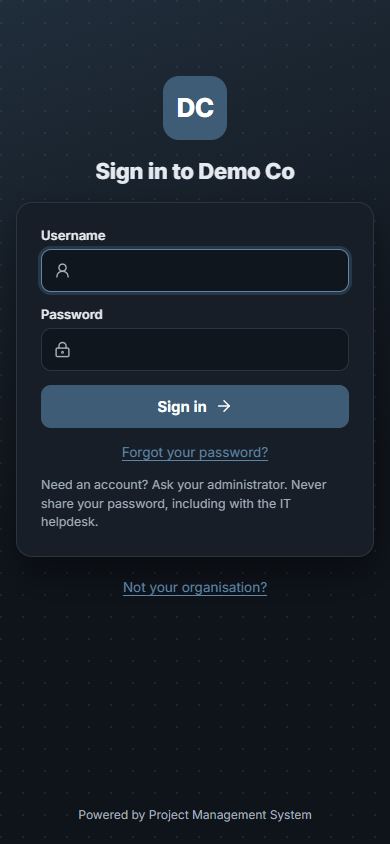 DC
Sign in to Demo Co
Username
Password
Sign in
Forgot your password?
Need an account? Ask your administrator. Never
share your password, including with the IT
helpdesk.
Not your organisation?
Powered by Project Management System